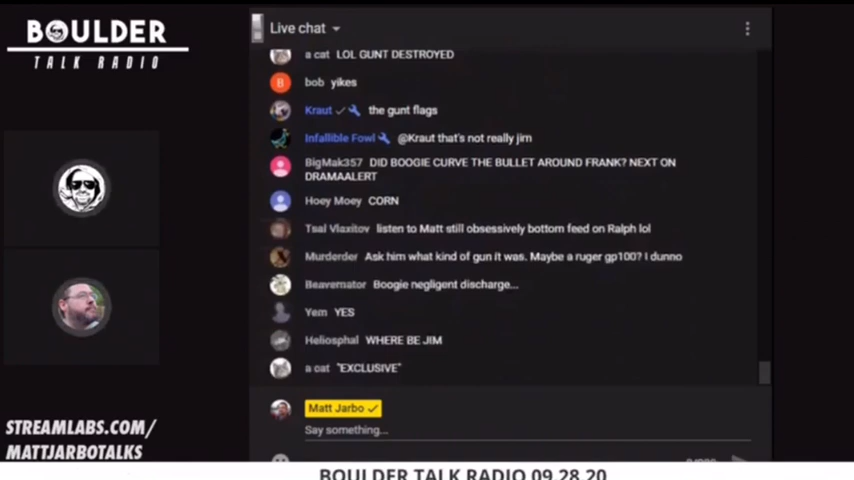 BOULDER
TALK RADIO
Live chat
a cat LOL GUNT DESTROYED
B bob yikes
Kraut the gunt flags
Infallible Fowl @Kraut that's not really jim
BigMak357 DID BOOGIE CURVE THE BULLET AROUND FRANK? NEXT ON
DRAMAALERT
Hoey Moey CORN
Tsal Vlaxitov listen to Matt still obsessively bottom feed on Ralph lol
Murderder Ask him what kind of gun it was. Maybe a ruger gp100? I dunno
Beavernator Boogie negligent discharge...
Yem YES
Heliosphal WHERE BE JIM
a cat "EXCLUSIVE"
Matt Jarbo
Say something...
STREAMLABS.COM/
MATTJARBOTALKS
BOULDER TALK RADIO 09.28.20